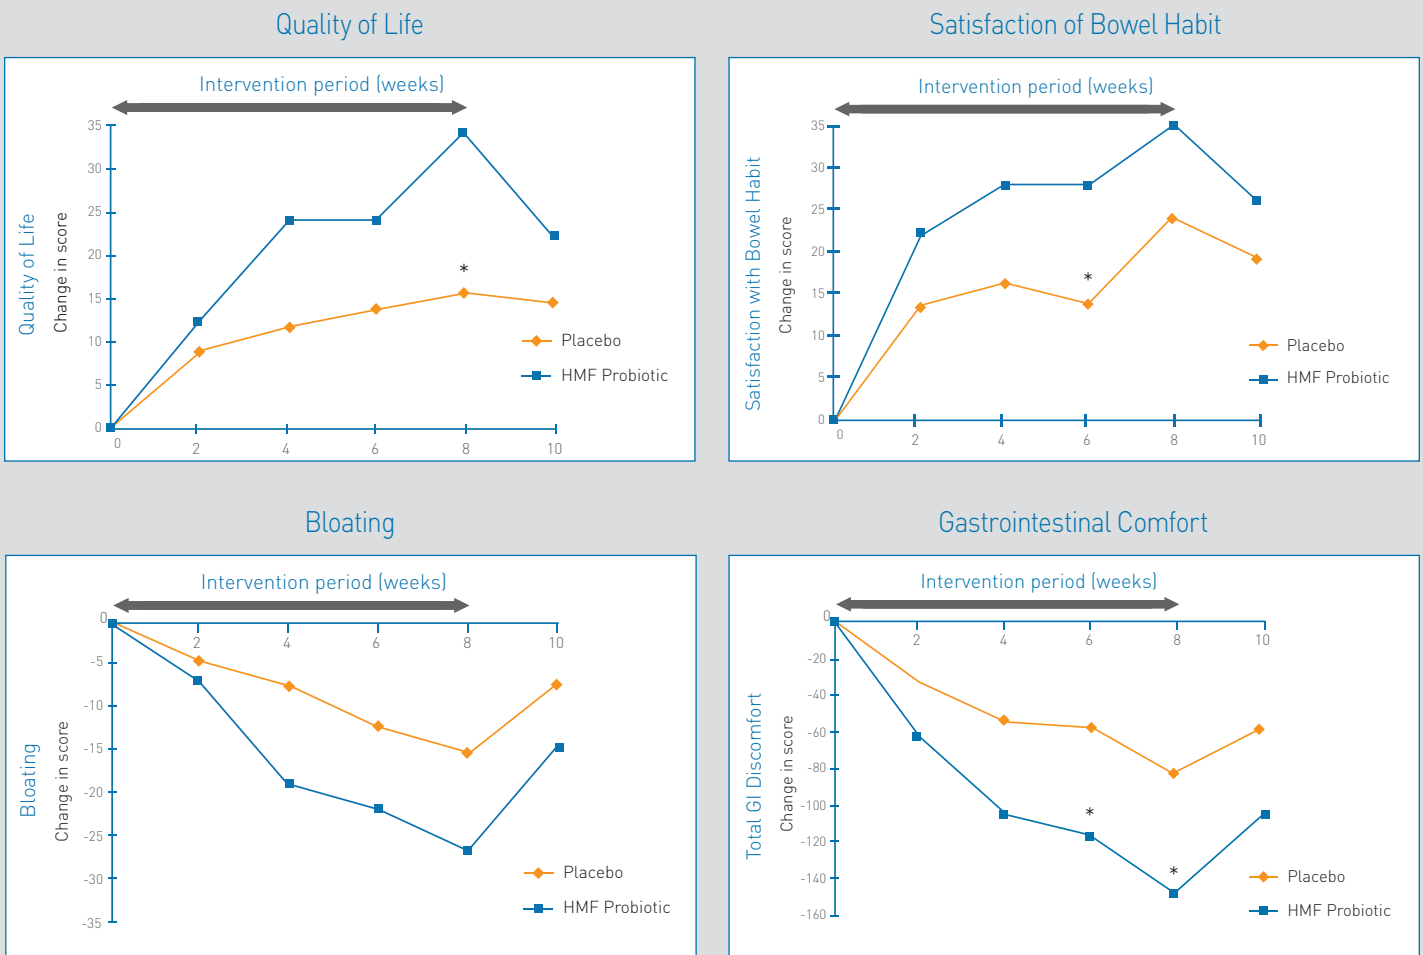 Quality of Life
Intervention period (weeks)
Quality of Life
Change in score
35
30
25
20
15
10
5
0
0
2
4
6
8
10
*
Placebo
HMF Probiotic
Satisfaction of Bowel Habit
Intervention period (weeks)
Satisfaction with Bowel Habit
Change in score
35
30
25
20
15
10
5
0
0
2
4
6
8
10
*
Placebo
HMF Probiotic
Bloating
Intervention period (weeks)
Bloating
Change in score
0
2
4
6
8
10
-5
-10
-15
-20
-25
-30
-35
Placebo
HMF Probiotic
Gastrointestinal Comfort
Intervention period (weeks)
Total GI Discomfort
Change in score
0
2
4
6
8
10
-20
-40
-60
-80
-100
-120
-140
-160
*
*
Placebo
HMF Probiotic